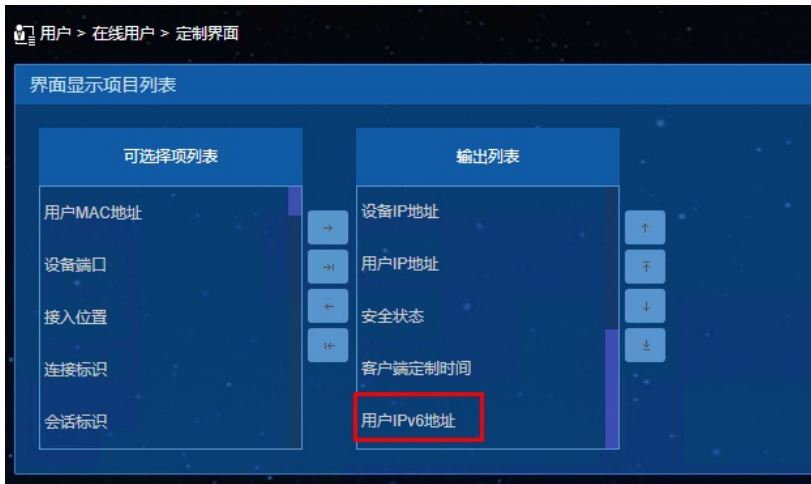 用户 > 在线用户 > 定制界面
界面显示项目列表
可选择项列表
用户MAC地址
设备端口
接入位置
连接标识
会话标识
输出列表
设备IP地址
用户IP地址
安全状态
客户端定制时间
用户IPv6地址